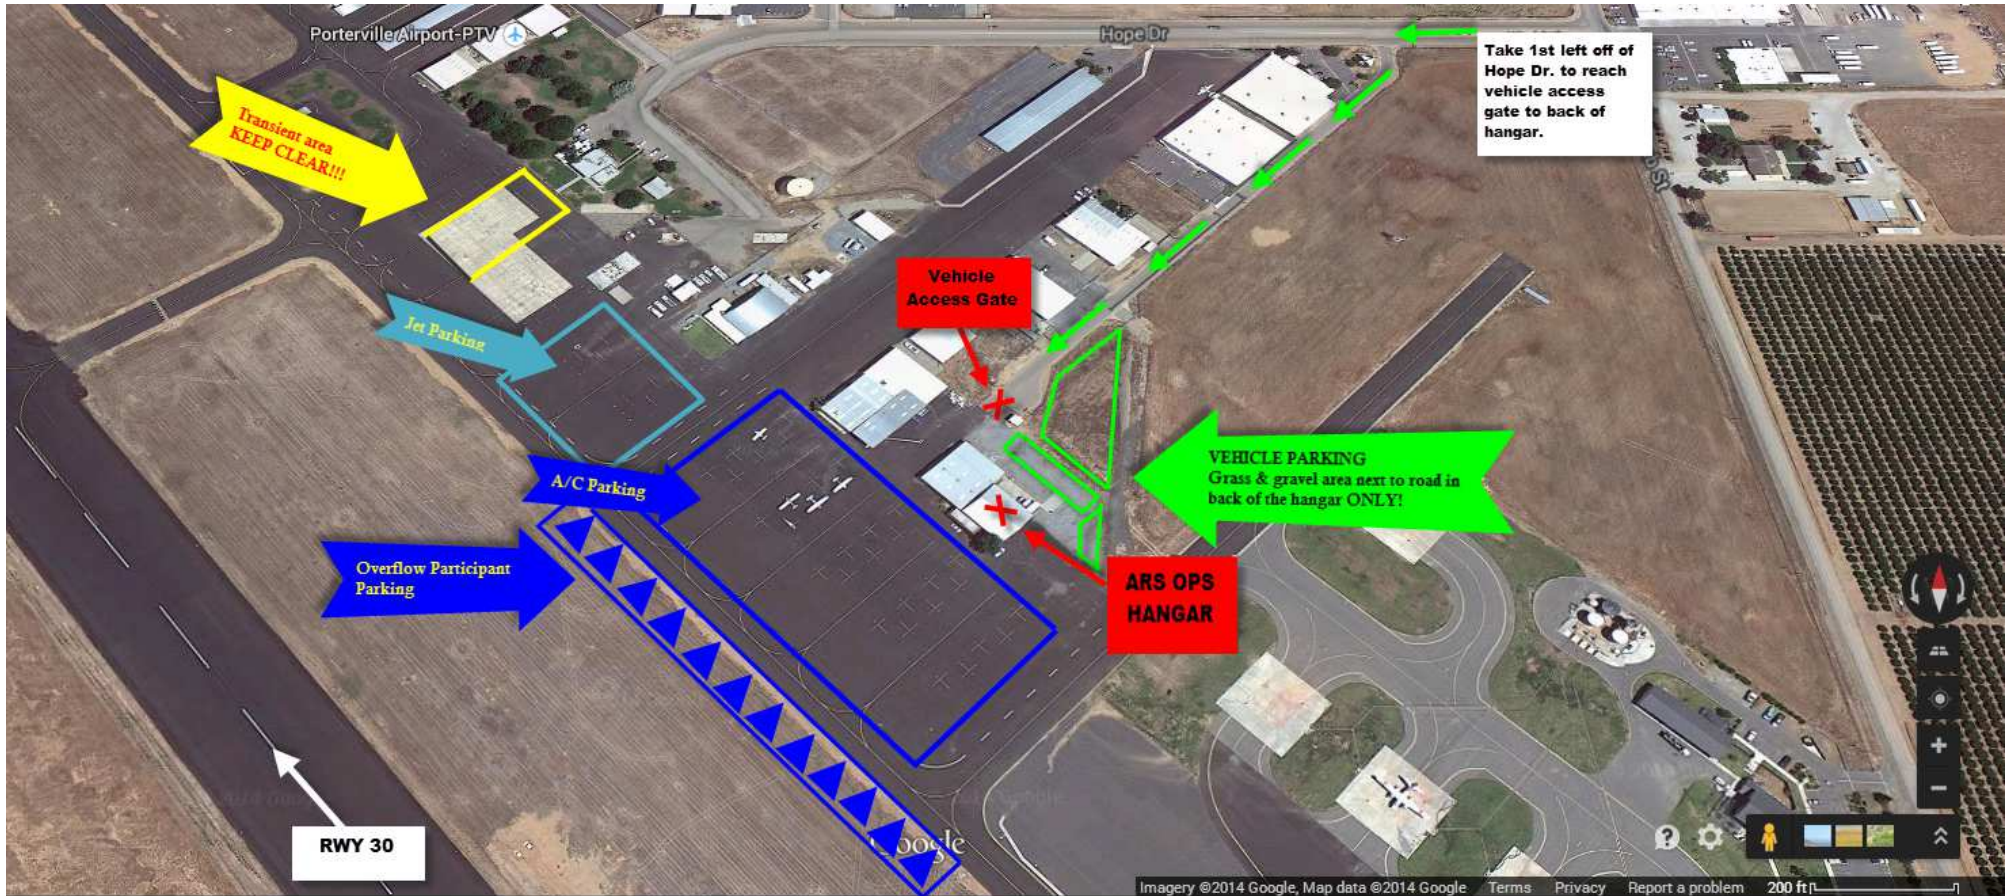 Porterville Airport-PTV
Hope Dr
Take 1st left off of
Hope Dr. to reach
vehicle access
gate to back of
hangar.
Transient area
KEEP CLEAR!!!
b St
Vehicle
Access Gate
Jet Parking
A/C Parking
VEHICLE PARKING
Grass & gravel area next to road in
back of the hangar ONLY!
Overflow Participant
Parking
ARS OPS
HANGAR
RWY 30
Google
Imagery ©2014 Google, Map data ©2014 Google Terms Privacy Report a problem 200 ft